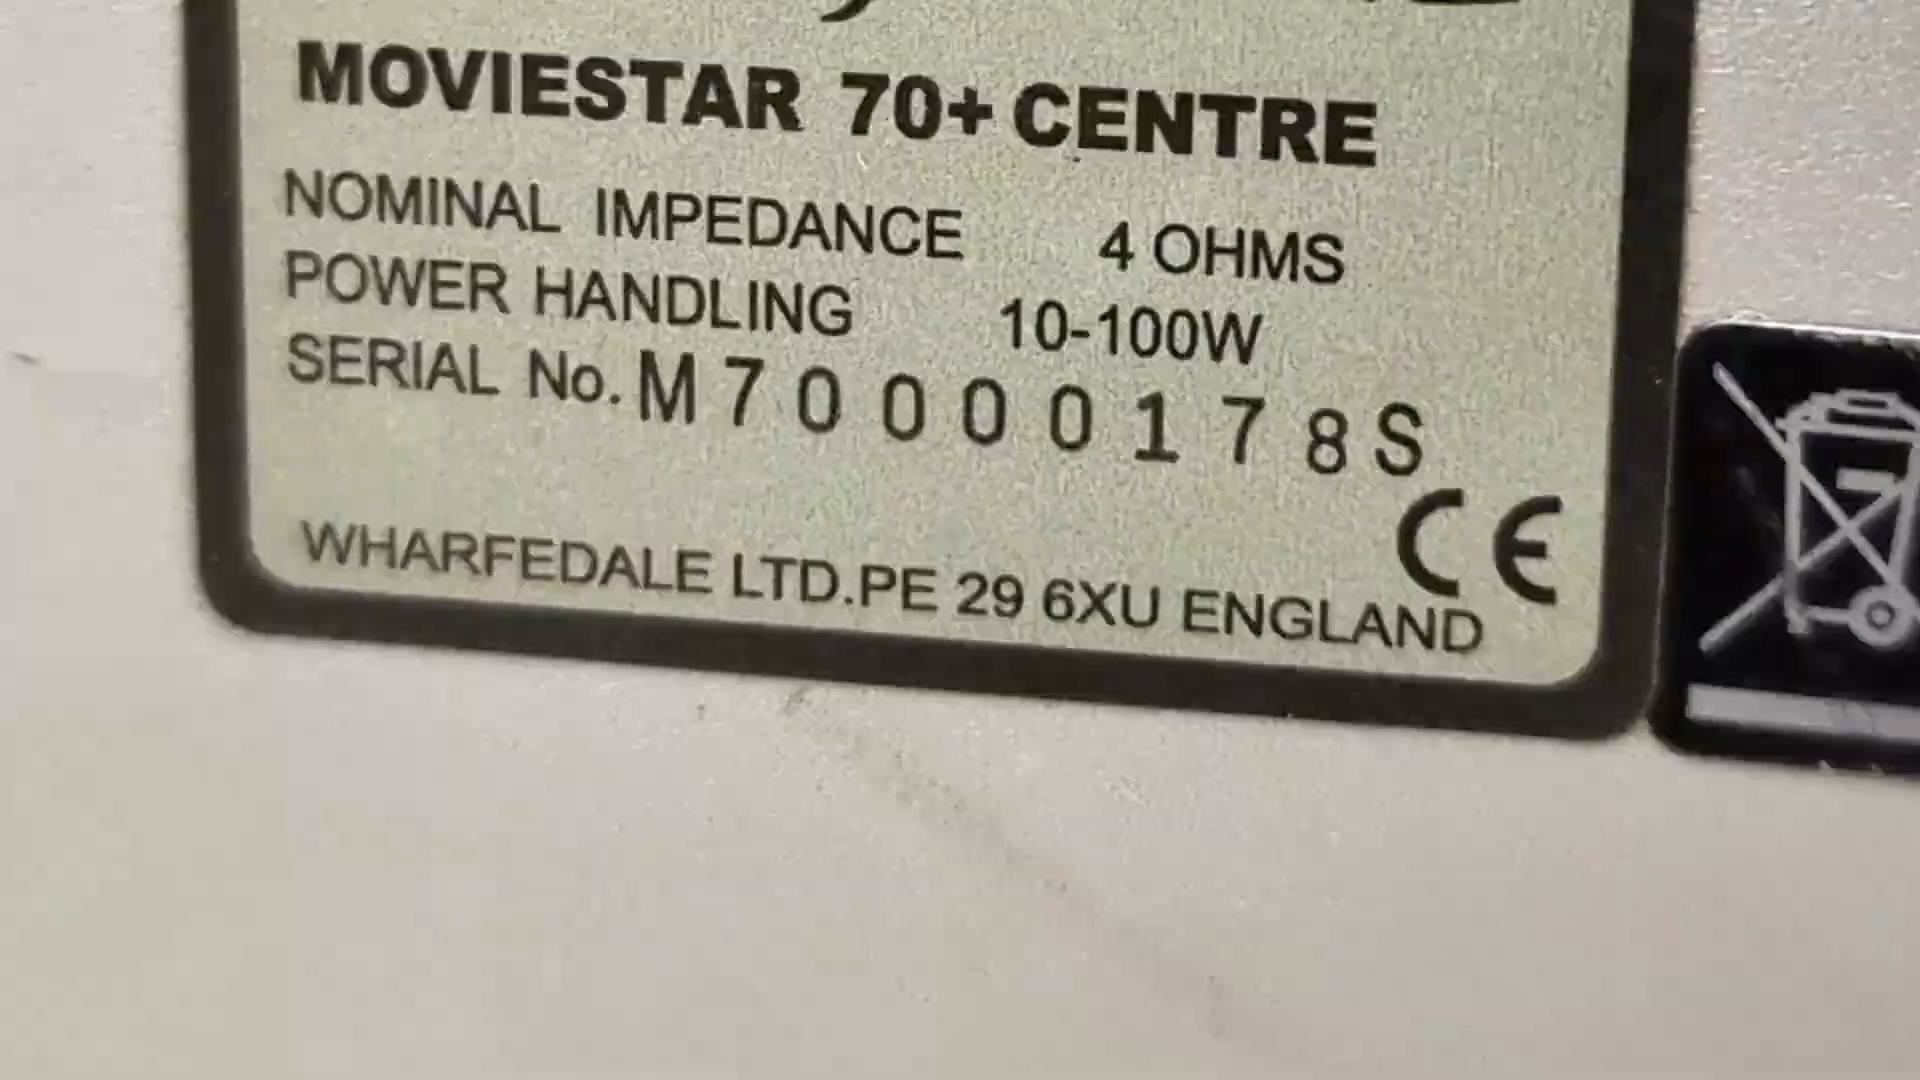 MOVIESTAR 70+ CENTRE
NOMINAL IMPEDANCE 4 OHMS
POWER HANDLING 10-100W
SERIAL No. M70000178S
CE
WHARFEDALE LTD.PE 29 6XU ENGLAND